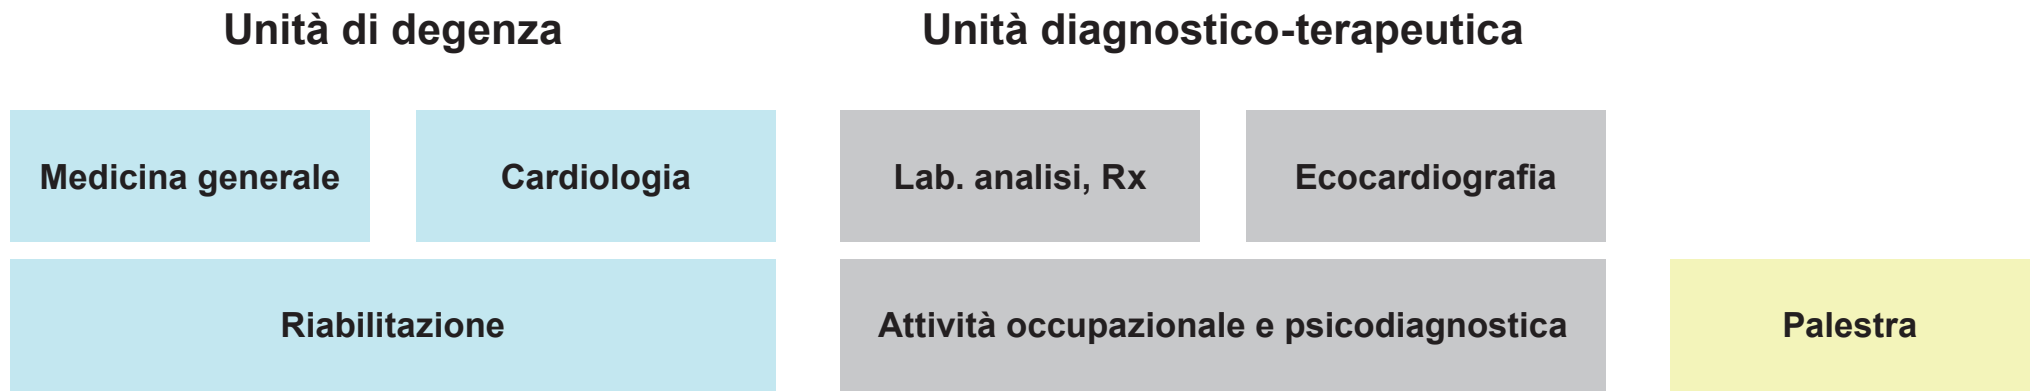 Unità di degenza
Unità diagnostico-terapeutica
Medicina generale
Cardiologia
Lab. analisi, Rx
Ecocardiografia
Riabilitazione
Attività occupazionale e psicodiagnostica
Palestra